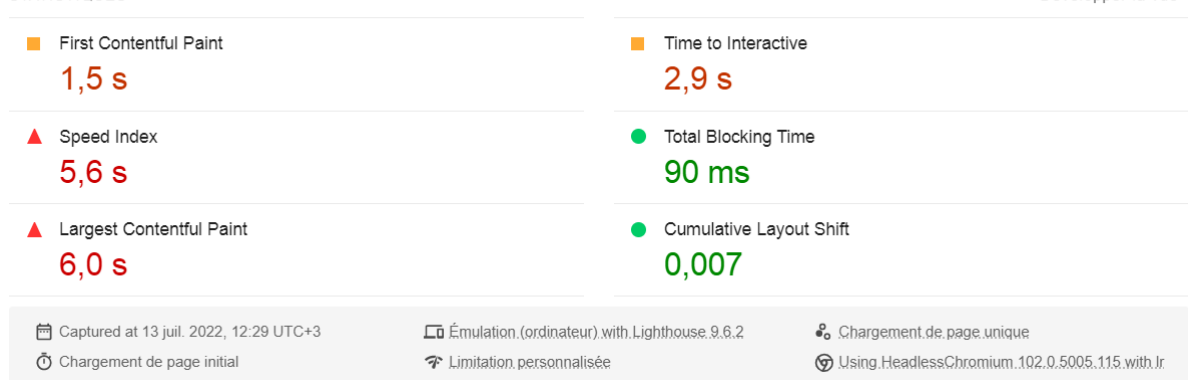 First Contentful Paint
1,5 s
Time to Interactive
2,9 s
Speed Index
5,6 s
Total Blocking Time
90 ms
Largest Contentful Paint
6,0 s
Cumulative Layout Shift
0,007
Captured at 13 juil. 2022, 12:29 UTC+3
Émulation (ordinateur) with Lighthouse 9.6.2
Chargement de page unique
Chargement de page initial
Limitation personnalisée
Using HeadlessChromium 102.0.5005.115 with lr